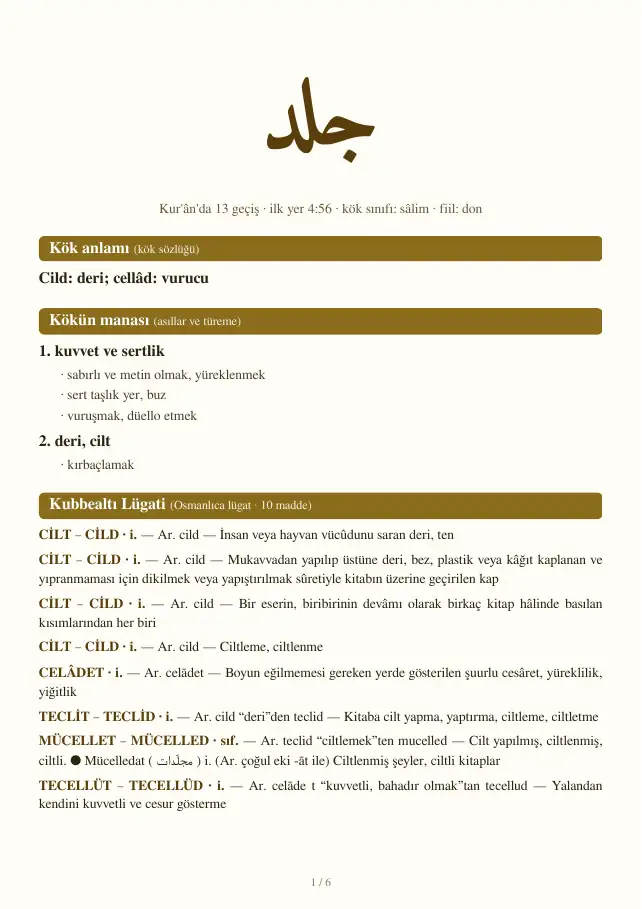 جلد
Kur'ân'da 13 geçiş · ilk yer 4:56 · kök sınıfı: sâlim · fiil: don
Kök anlamı (kök sözlüğü)
Cild: deri; cellâd: vurucu
Kökün manası (asıllar ve türeme)
1. kuvvet ve sertlik
· sabırlı ve metin olmak, yüreklenmek
· sert taşlık yer, buz
· vuruşmak, düello etmek
2. deri, cilt
· kırbaçlamak
Kubbealtı Lügati (Osmanlıca lügat · 10 madde)
CİLT – CİLD · i. — Ar. cild — İnsan veya hayvan vücûdunu saran deri, ten
CİLT – CİLD · i. — Ar. cild — Mukavvadan yapılıp üstüne deri, bez, plastik veya kâğıt kaplanan ve
yıpranmaması için dikilmek veya yapıştırılmak sûretiyle kitabın üzerine geçirilen kap
CİLT – CİLD · i. — Ar. cild — Bir eserin, biribirinin devâmı olarak birkaç kitap hâlinde basılan
kısımlarından her biri
CİLT – CİLD · i. — Ar. cild — Ciltleme, ciltlenme
CELÂDET · i. — Ar. celādet — Boyun eğilmemesi gereken yerde gösterilen şuurlu cesâret, yüreklilik,
yiğitlik
TECLİT – TECLİD · i. — Ar. cild “deri”den teclid — Kitaba cilt yapma, yaptırma, ciltleme, ciltletme
MÜCELLET – MÜCELLED · sıf. — Ar. teclid “ciltlemek”ten mucelled — Cilt yapılmış, ciltlenmiş,
ciltli. ● Mücelledat ( مجلّدات ) i. (Ar. çoğul eki -āt ile) Ciltlenmiş şeyler, ciltli kitaplar
TECELLÜT – TECELLÜD · i. — Ar. celāde t “kuvvetli, bahadır olmak”tan tecellud — Yalandan
kendini kuvvetli ve cesur gösterme
1 / 6